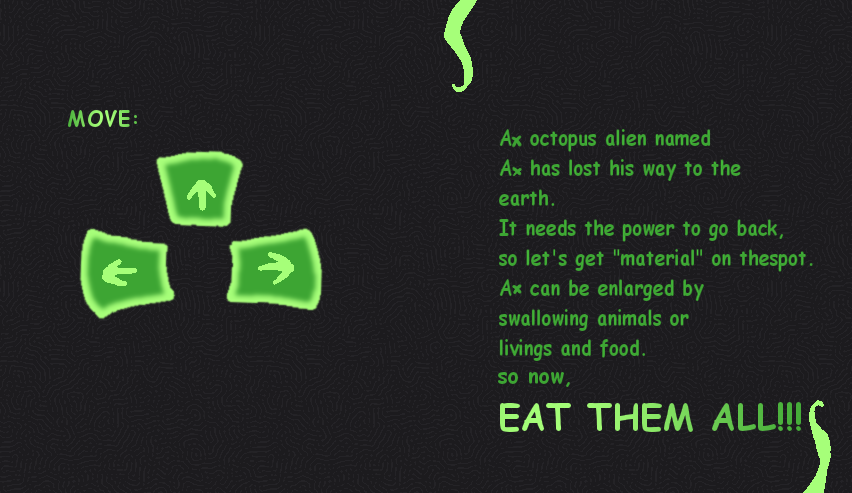 MOVE:
Ax octopus alien named
Ax has lost his way to the
earth.
It needs the power to go back,
so let's get "material" on thespot.
Ax can be enlarged by
swallowing animals or
livings and food.
so now,
EAT THEM ALL!!!